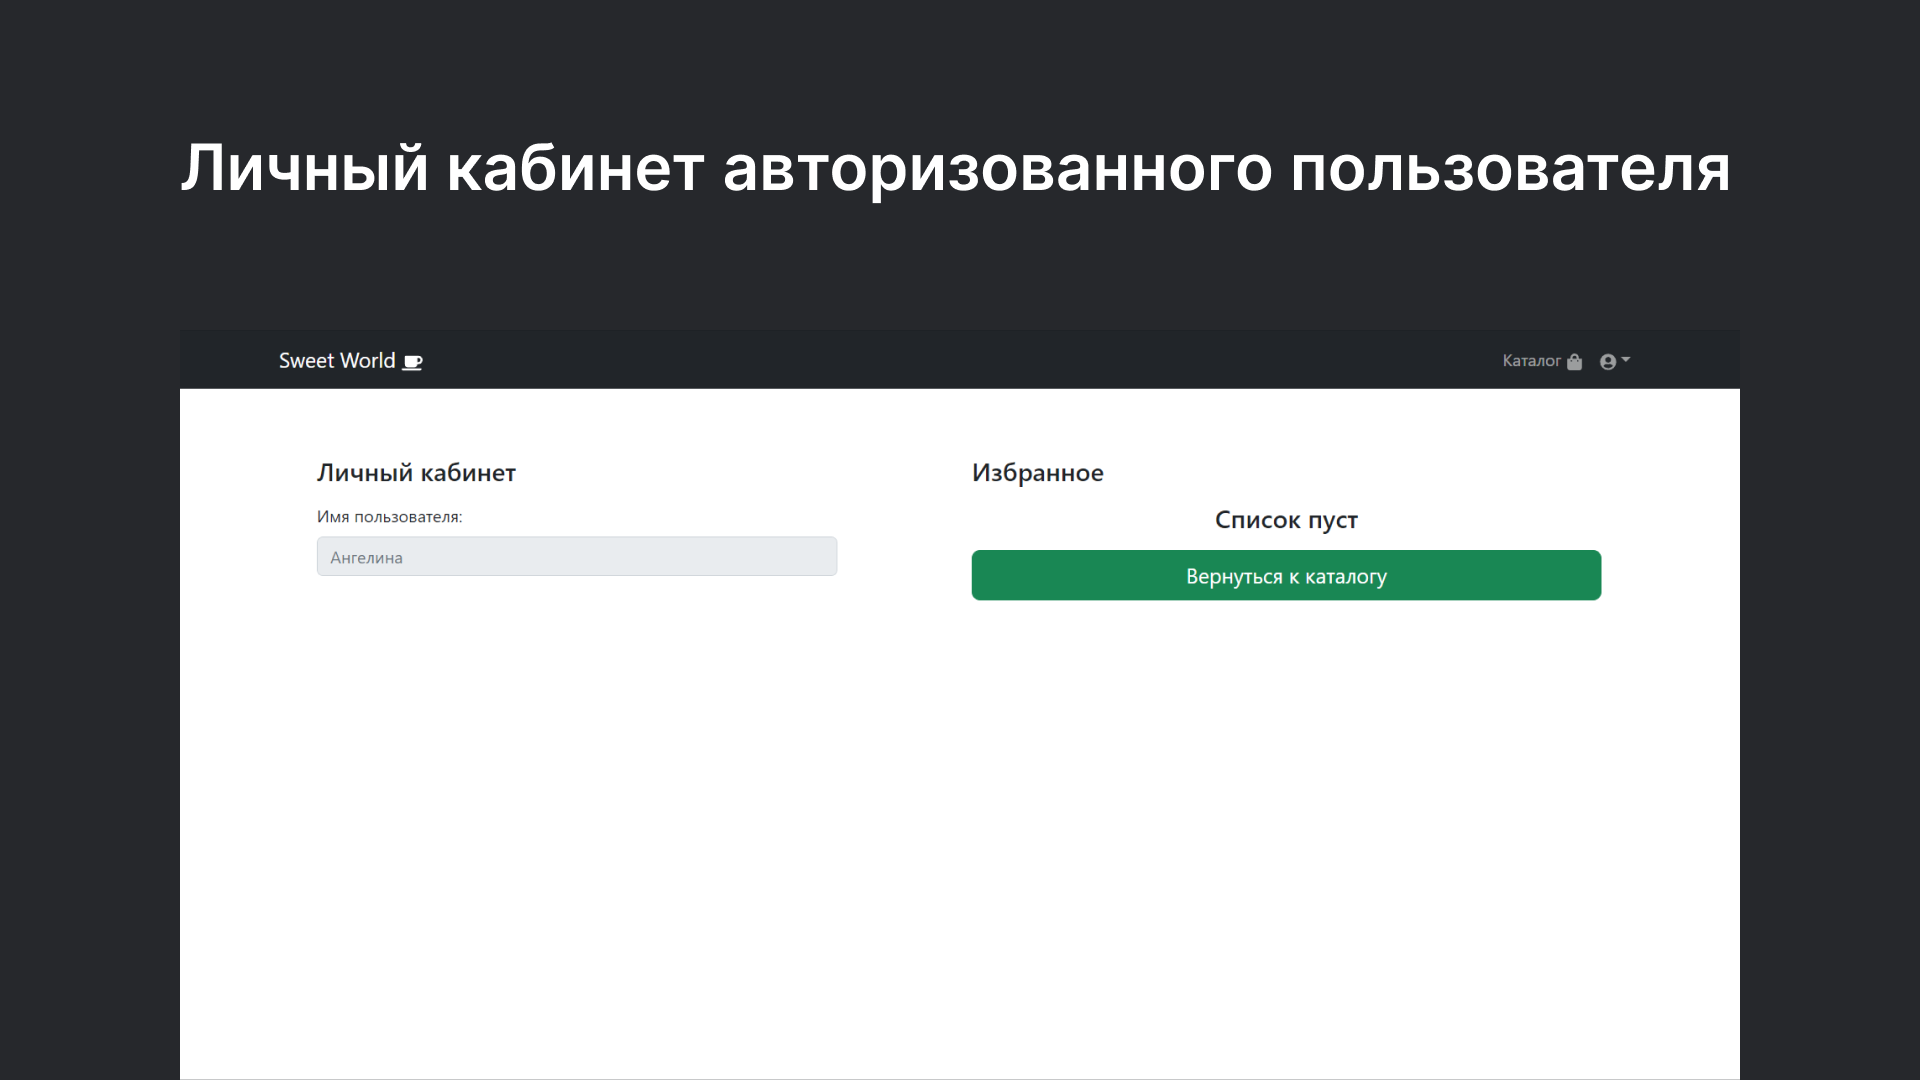 Личный кабинет авторизованного пользователя
Sweet World
Каталог
Личный кабинет
Имя пользователя:
Ангелина
Избранное
Список пуст
Вернуться к каталогу